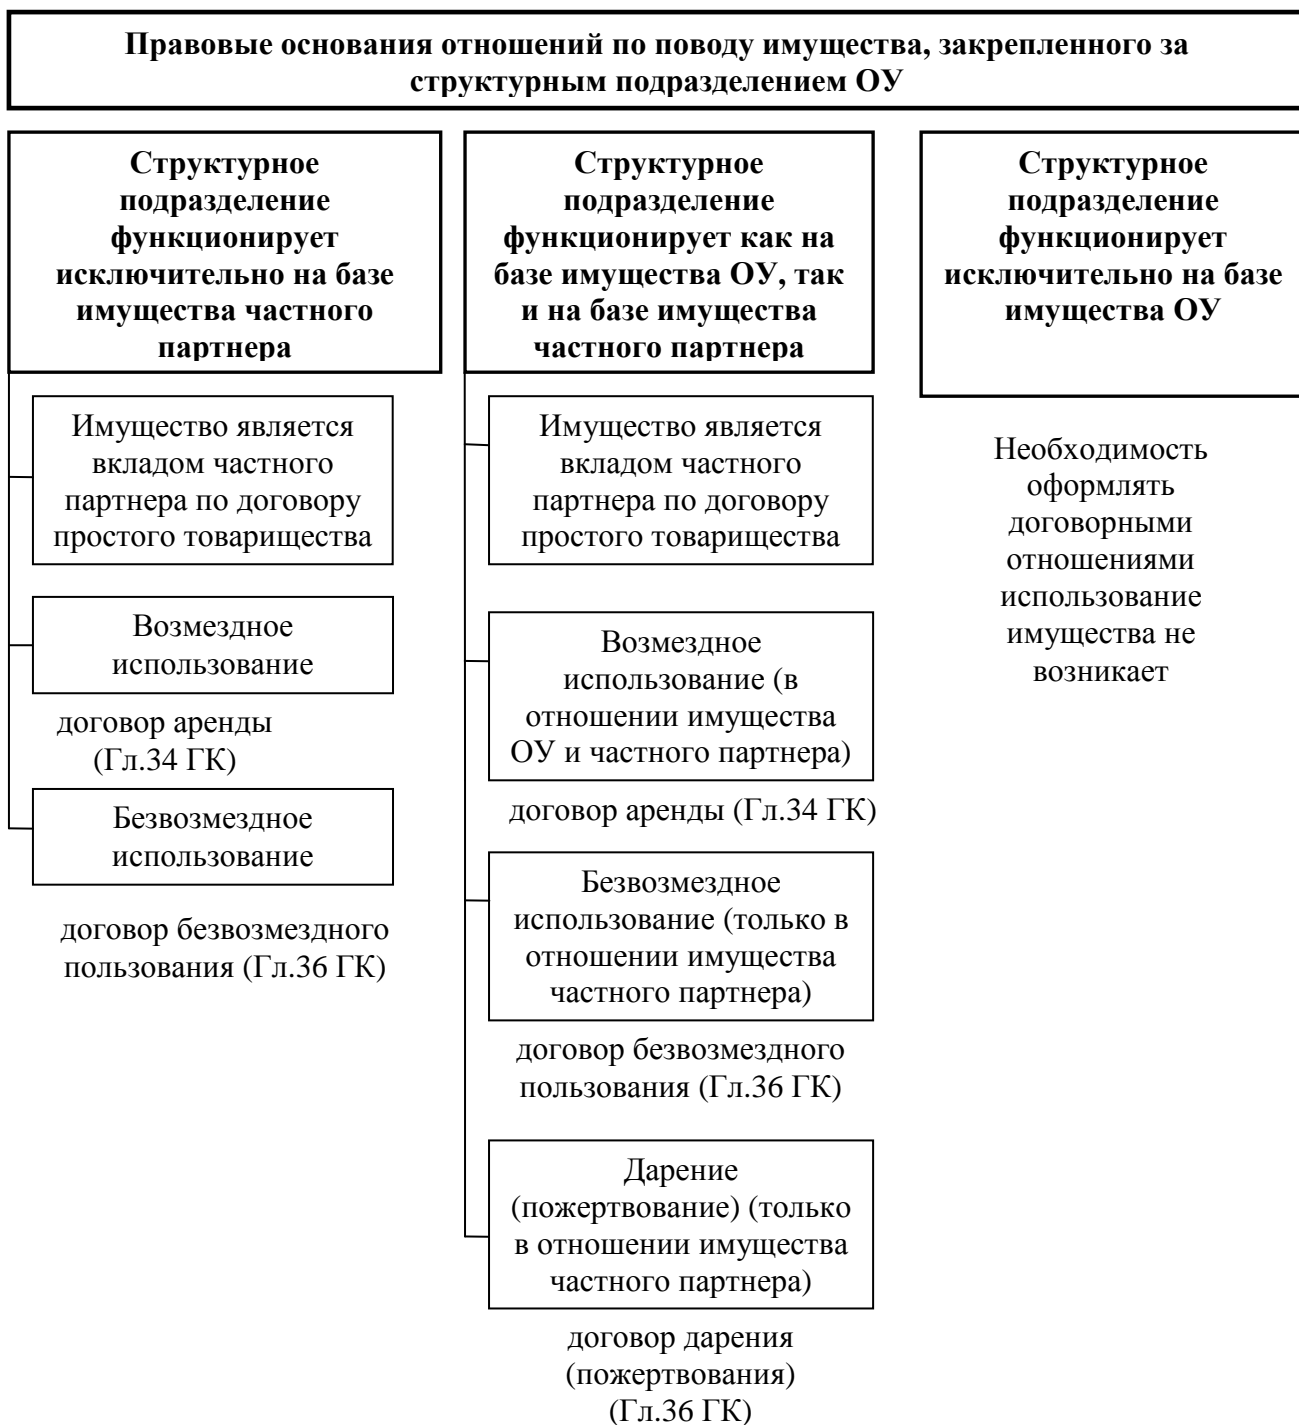 Правовые основания отношений по поводу имущества, закрепленного за
структурным подразделением ОУ
Структурное
подразделение
функционирует
исключительно на базе
имущества частного
партнера
Имущество является
вкладом частного
партнера по договору
простого товарищества
Возмездное
использование
договор аренды
(Гл.34 ГК)
Безвозмездное
использование
договор безвозмездного
пользования (Гл.36 ГК)
Структурное
подразделение
функционирует как на
базе имущества ОУ, так
и на базе имущества
частного партнера
Имущество является
вкладом частного
партнера по договору
простого товарищества
Возмездное
использование (в
отношении имущества
ОУ и частного партнера)
договор аренды (Гл.34 ГК)
Безвозмездное
использование (только в
отношении имущества
частного партнера)
договор безвозмездного
пользования (Гл.36 ГК)
Дарение
(пожертвование) (только
в отношении имущества
частного партнера)
договор дарения
(пожертвования)
(Гл.36 ГК)
Структурное
подразделение
функционирует
исключительно на базе
имущества ОУ
Необходимость
оформлять
договорными
отношениями
использование
имущества не
возникает